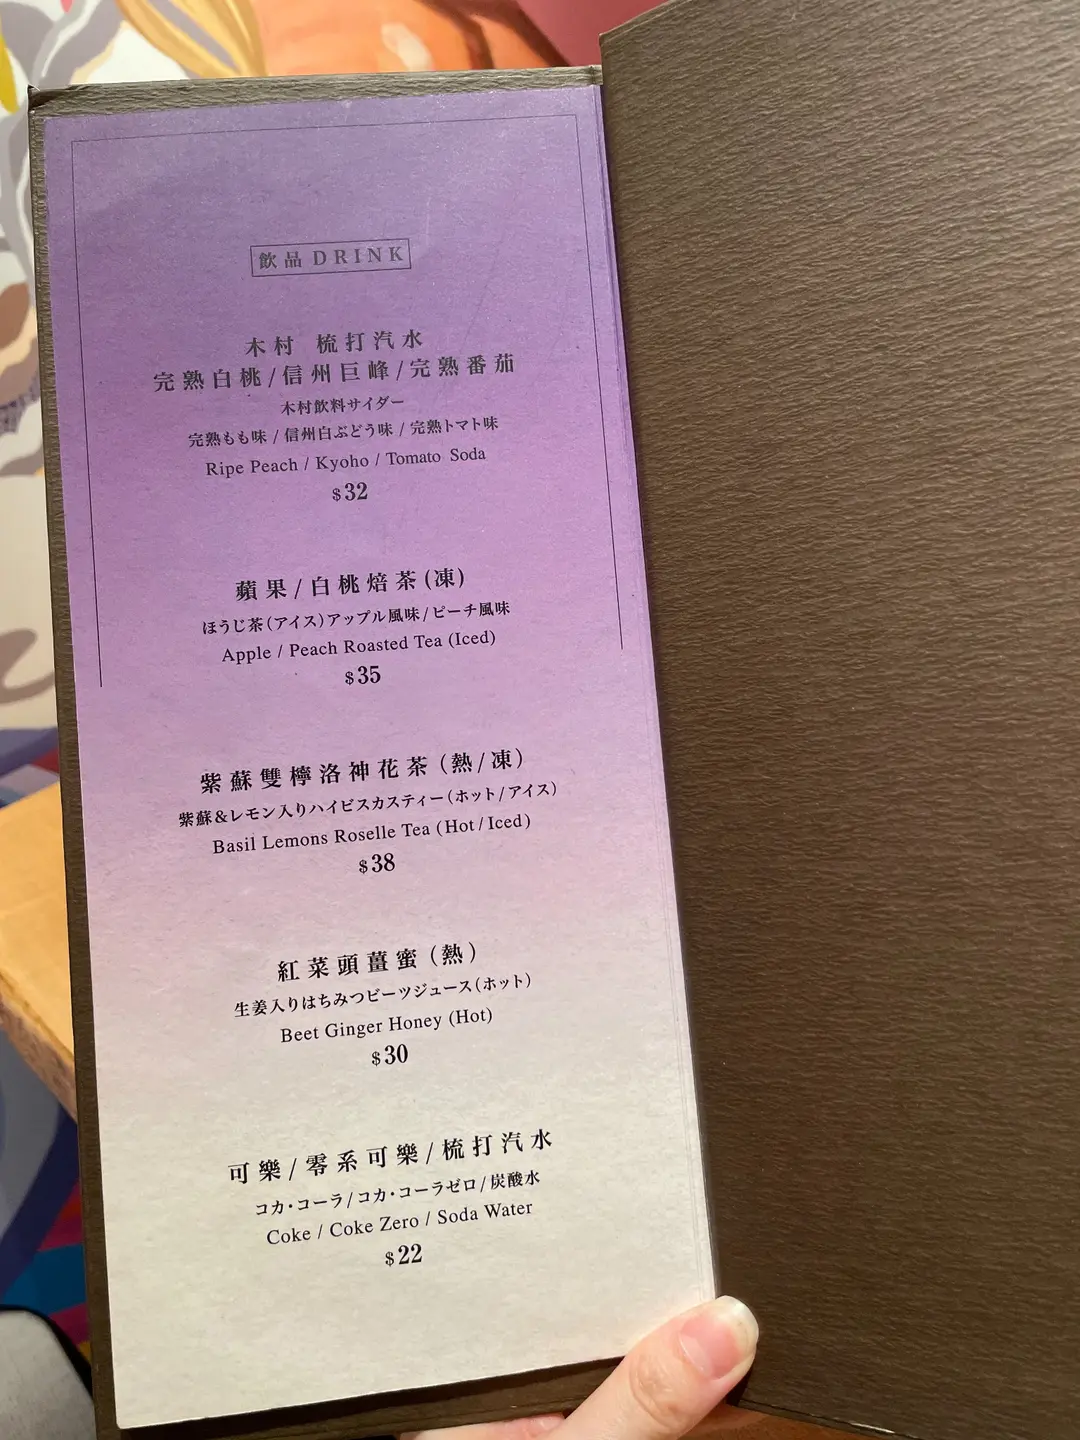 飲品 DRINK
木村 梳打汽水
完熟白桃/信州巨峰/完熟番茄
木村飲料サイダー
完熟もも味 / 信州白ぶどう味 / 完熟トマト味
Ripe Peach / Kyoho / Tomato Soda
$32
蘋果/白桃焙茶(凍)
ほうじ茶(アイス)アップル風味/ピーチ風味
Apple / Peach Roasted Tea (Iced)
$35
紫蘇雙檸洛神花茶(熱/凍)
紫蘇&レモン入りハイビスカスティー(ホット/アイス)
Basil Lemons Roselle Tea (Hot/Iced)
$38
紅菜頭薑蜜(熱)
生姜入りはちみつビーツジュース(ホット)
Beet Ginger Honey (Hot)
$30
可樂/零系可樂/梳打汽水
コカ・コーラ/コカ・コーラゼロ/炭酸水
Coke / Coke Zero / Soda Water
$22